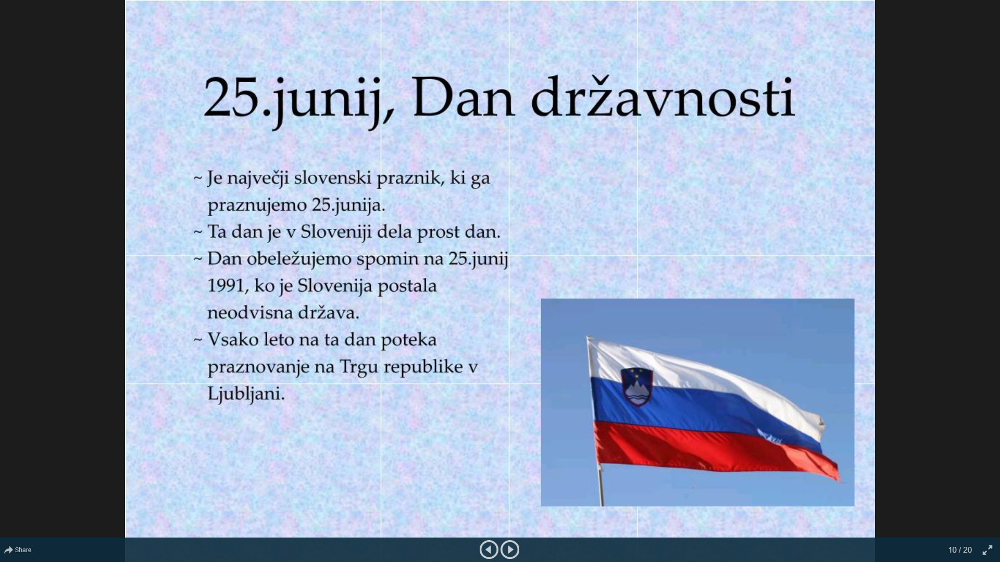 25.junij, Dan državnosti
~ Je največji slovenski praznik, ki ga
praznujemo 25.junija.
~ Ta dan je v Sloveniji dela prost dan.
~ Dan obeležujemo spomin na 25.junij
1991, ko je Slovenija postala
neodvisna država.
~ Vsako leto na ta dan poteka
praznovanje na Trgu republike v
Ljubljani.
Share
10 / 20